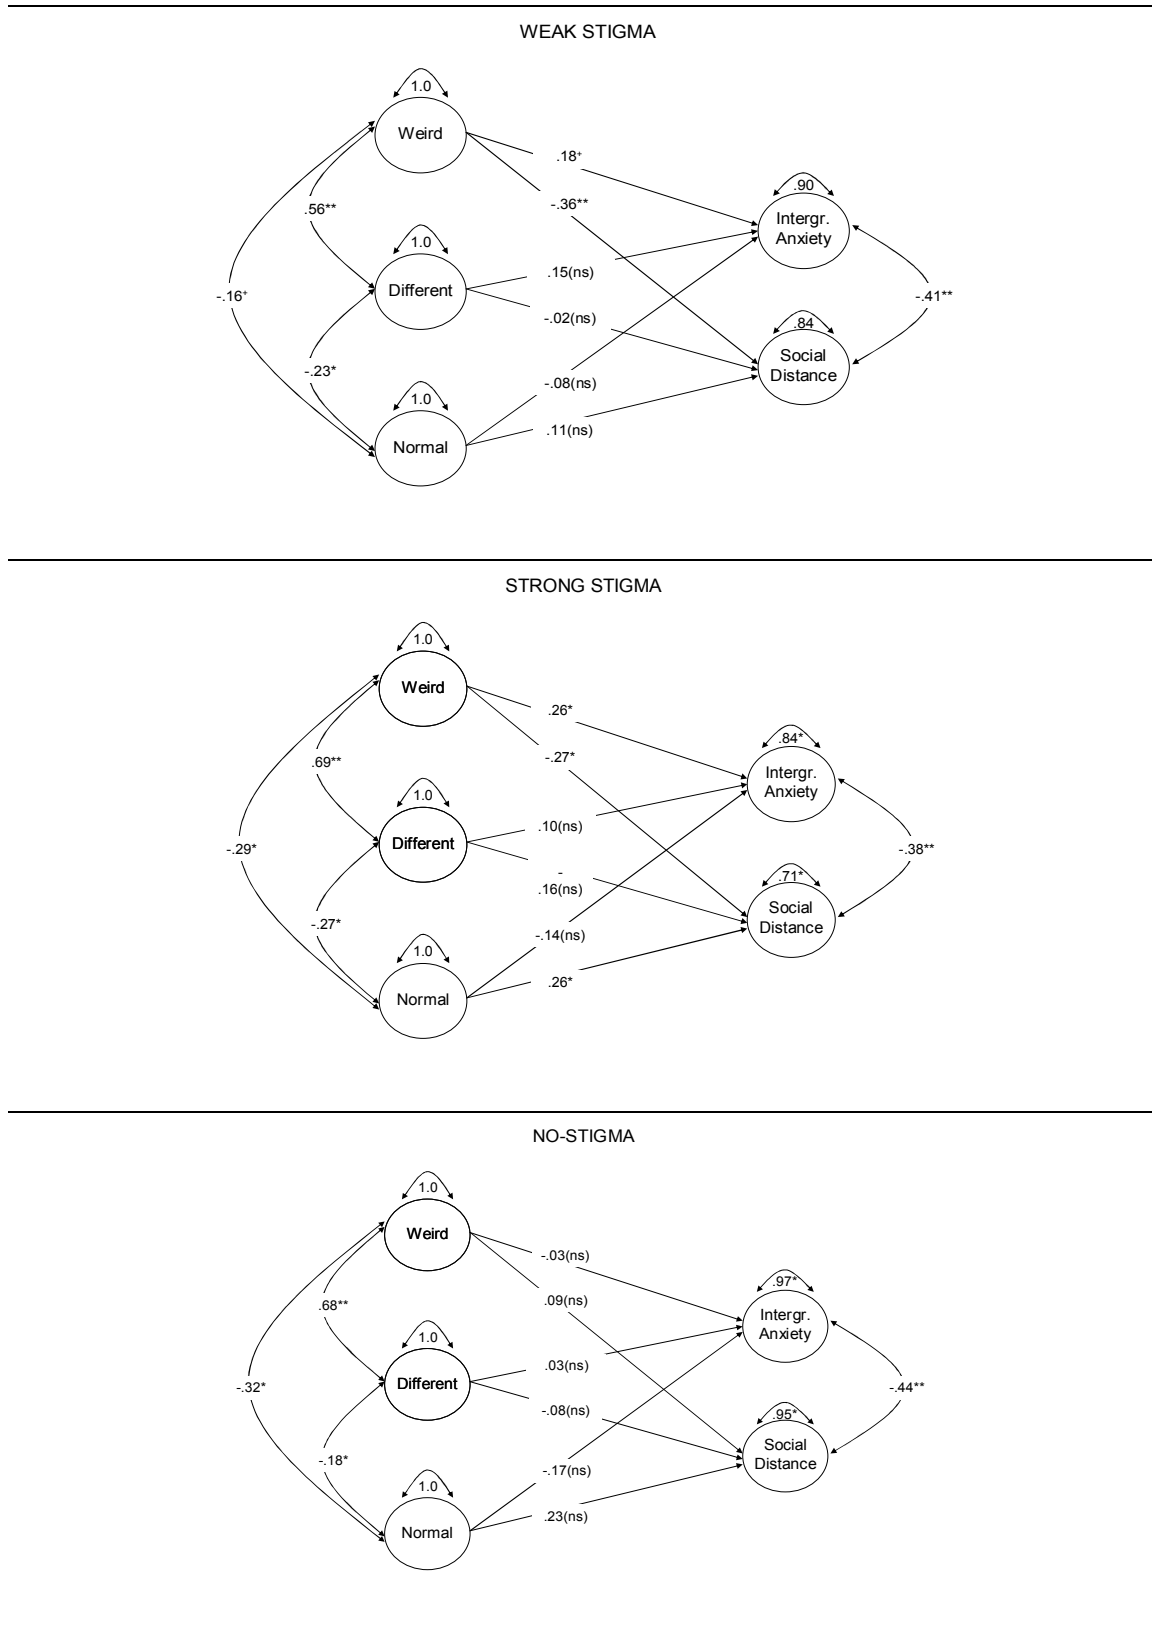 WEAK STIGMA
1.0
Weird
.18+
.90
-.36**
.56**
Intergr.
Anxiety
1.0
.15(ns)
Different
-.16+
-.41**
-.02(ns)
.84
Social
Distance
-.23*
-.08(ns)
1.0
.11(ns)
Normal
STRONG STIGMA
1.0
Weird
.26*
.84*
-.27*
.69**
Intergr.
Anxiety
1.0
.10(ns)
Different
-.29*
-.38**
-
.16(ns)
.71*
Social
Distance
-.27*
-.14(ns)
1.0
.26*
Normal
NO-STIGMA
1.0
Weird
-.03(ns)
.97*
.09(ns)
.68**
Intergr.
Anxiety
1.0
.03(ns)
Different
-.32*
-.44**
-.08(ns)
.95*
Social
Distance
-.18*
-.17(ns)
1.0
.23(ns)
Normal